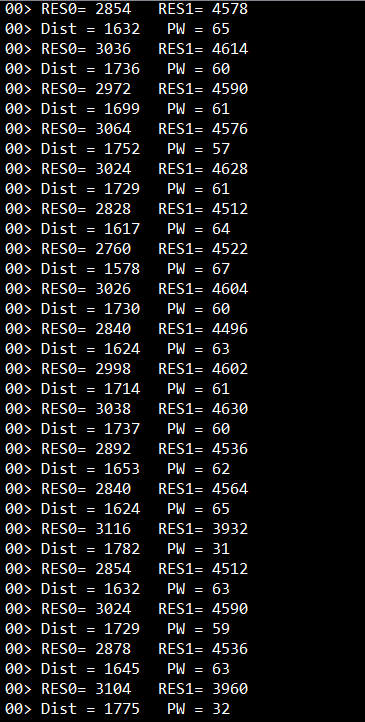 00> RES0= 2854   RES1= 4578
00> Dist = 1632   PW = 65
00> RES0= 3036   RES1= 4614
00> Dist = 1736   PW = 60
00> RES0= 2972   RES1= 4590
00> Dist = 1699   PW = 61
00> RES0= 3064   RES1= 4576
00> Dist = 1752   PW = 57
00> RES0= 3024   RES1= 4628
00> Dist = 1729   PW = 61
00> RES0= 2828   RES1= 4512
00> Dist = 1617   PW = 64
00> RES0= 2760   RES1= 4522
00> Dist = 1578   PW = 67
00> RES0= 3026   RES1= 4604
00> Dist = 1730   PW = 60
00> RES0= 2840   RES1= 4496
00> Dist = 1624   PW = 63
00> RES0= 2998   RES1= 4602
00> Dist = 1714   PW = 61
00> RES0= 3038   RES1= 4630
00> Dist = 1737   PW = 60
00> RES0= 2892   RES1= 4536
00> Dist = 1653   PW = 62
00> RES0= 2840   RES1= 4564
00> Dist = 1624   PW = 65
00> RES0= 3116   RES1= 3932
00> Dist = 1782   PW = 31
00> RES0= 2854   RES1= 4512
00> Dist = 1632   PW = 63
00> RES0= 3024   RES1= 4590
00> Dist = 1729   PW = 59
00> RES0= 2878   RES1= 4536
00> Dist = 1645   PW = 63
00> RES0= 3104   RES1= 3960
00> Dist = 1775   PW = 32